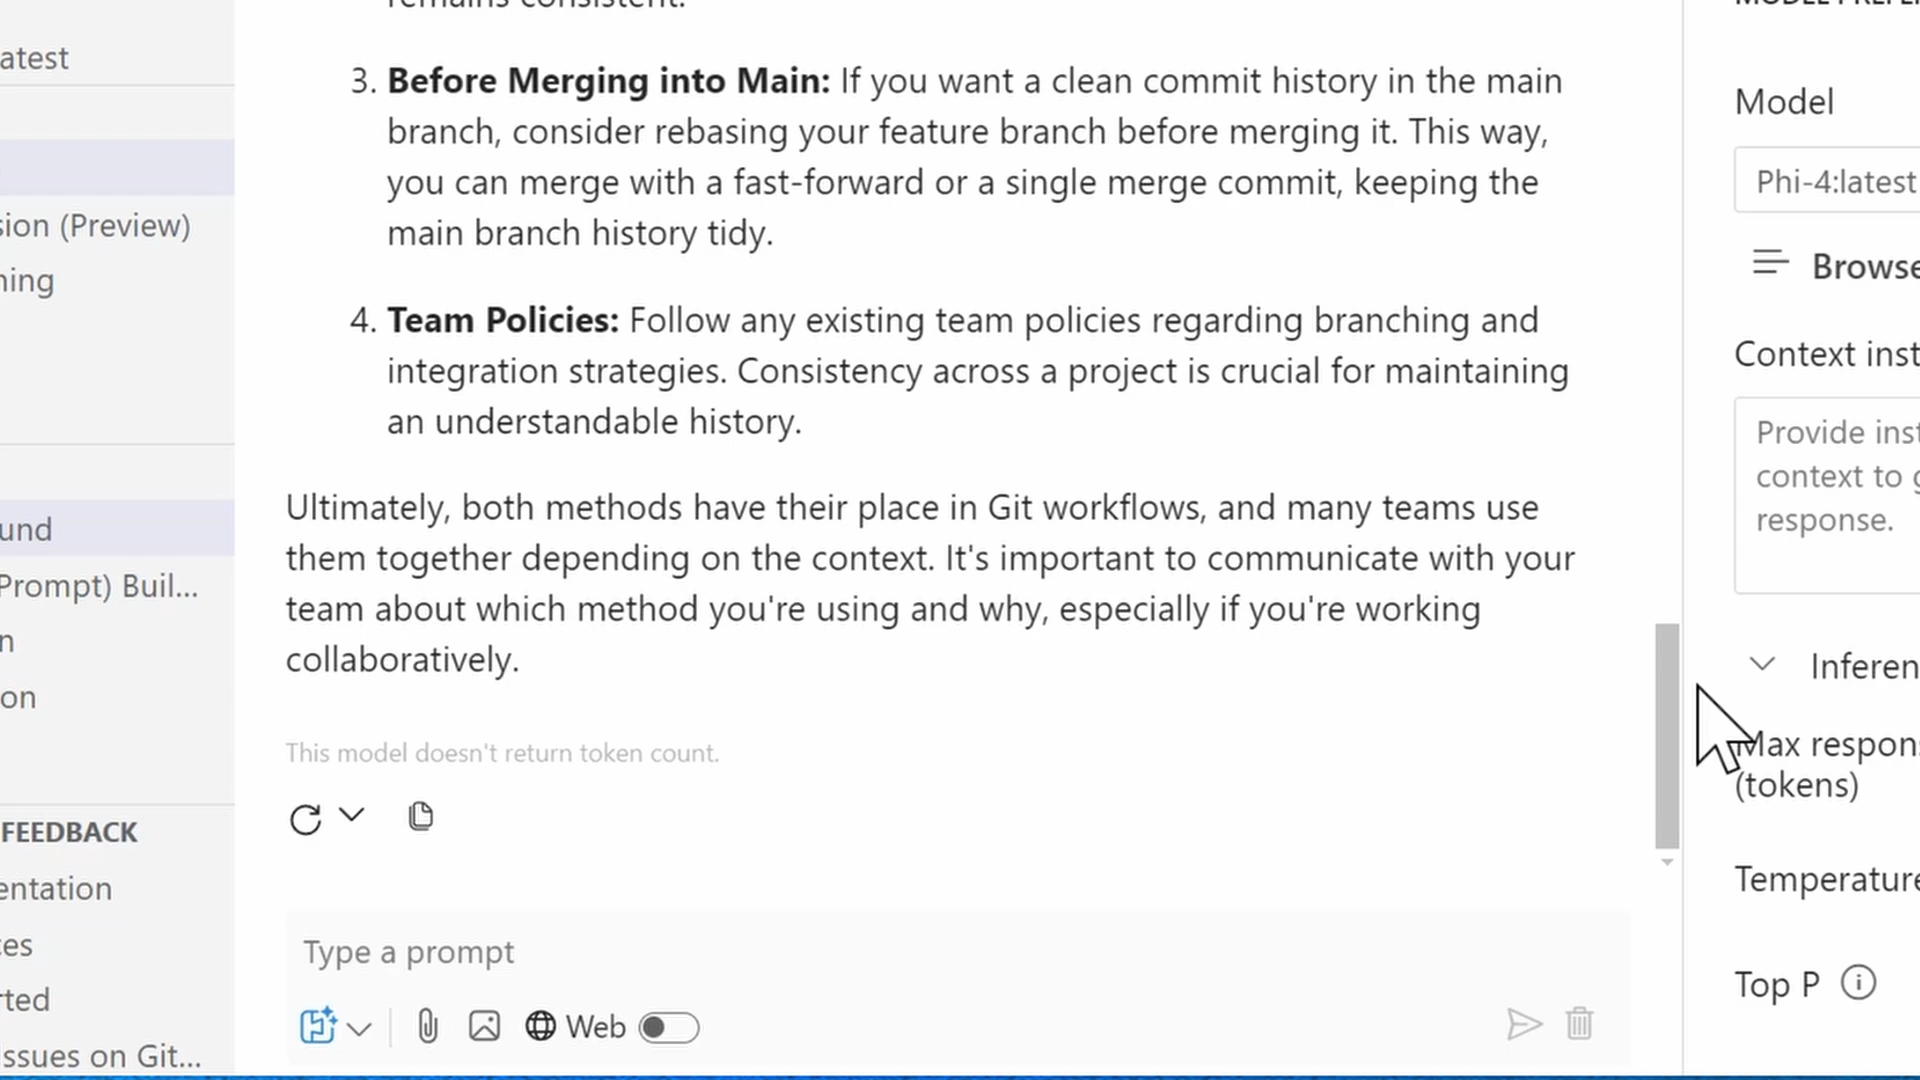 remains consistent.
atest
sion (Preview)
ning
und
Prompt) Buil...
n
on
FEEDBACK
entation
ces
rted
ssues on Git...
3. Before Merging into Main: If you want a clean commit history in the main
branch, consider rebasing your feature branch before merging it. This way,
you can merge with a fast-forward or a single merge commit, keeping the
main branch history tidy.
4. Team Policies: Follow any existing team policies regarding branching and
integration strategies. Consistency across a project is crucial for maintaining
an understandable history.
Ultimately, both methods have their place in Git workflows, and many teams use
them together depending on the context. It's important to communicate with your
team about which method you're using and why, especially if you're working
collaboratively.
This model doesn't return token count.
Type a prompt
Web
Model
Phi-4:latest
Browse
Context inst
Provide inst
context to g
response.
Inferen
Max respons
(tokens)
Temperature
Top P